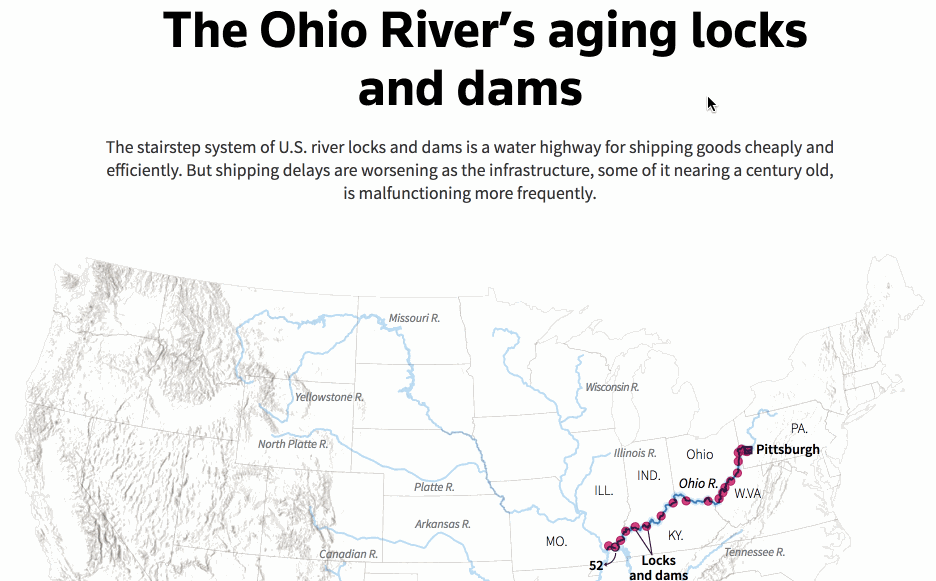 The Ohio River’s aging locks
and dams
The stairstep system of U.S. river locks and dams is a water highway for shipping goods cheaply and
efficiently. But shipping delays are worsening as the infrastructure, some of it nearing a century old,
is malfunctioning more frequently.
Missouri R.
Wisconsin R.
Yellowstone R.
PA.
North Platte R.
Pittsburgh
Illinois R.
Ohio
IND.
Ohio R.
Platte R.
ILL.
W.VA
Arkansas R.
KY.
MO.
Canadian R.
Tennessee R.
52
Locks
and dams